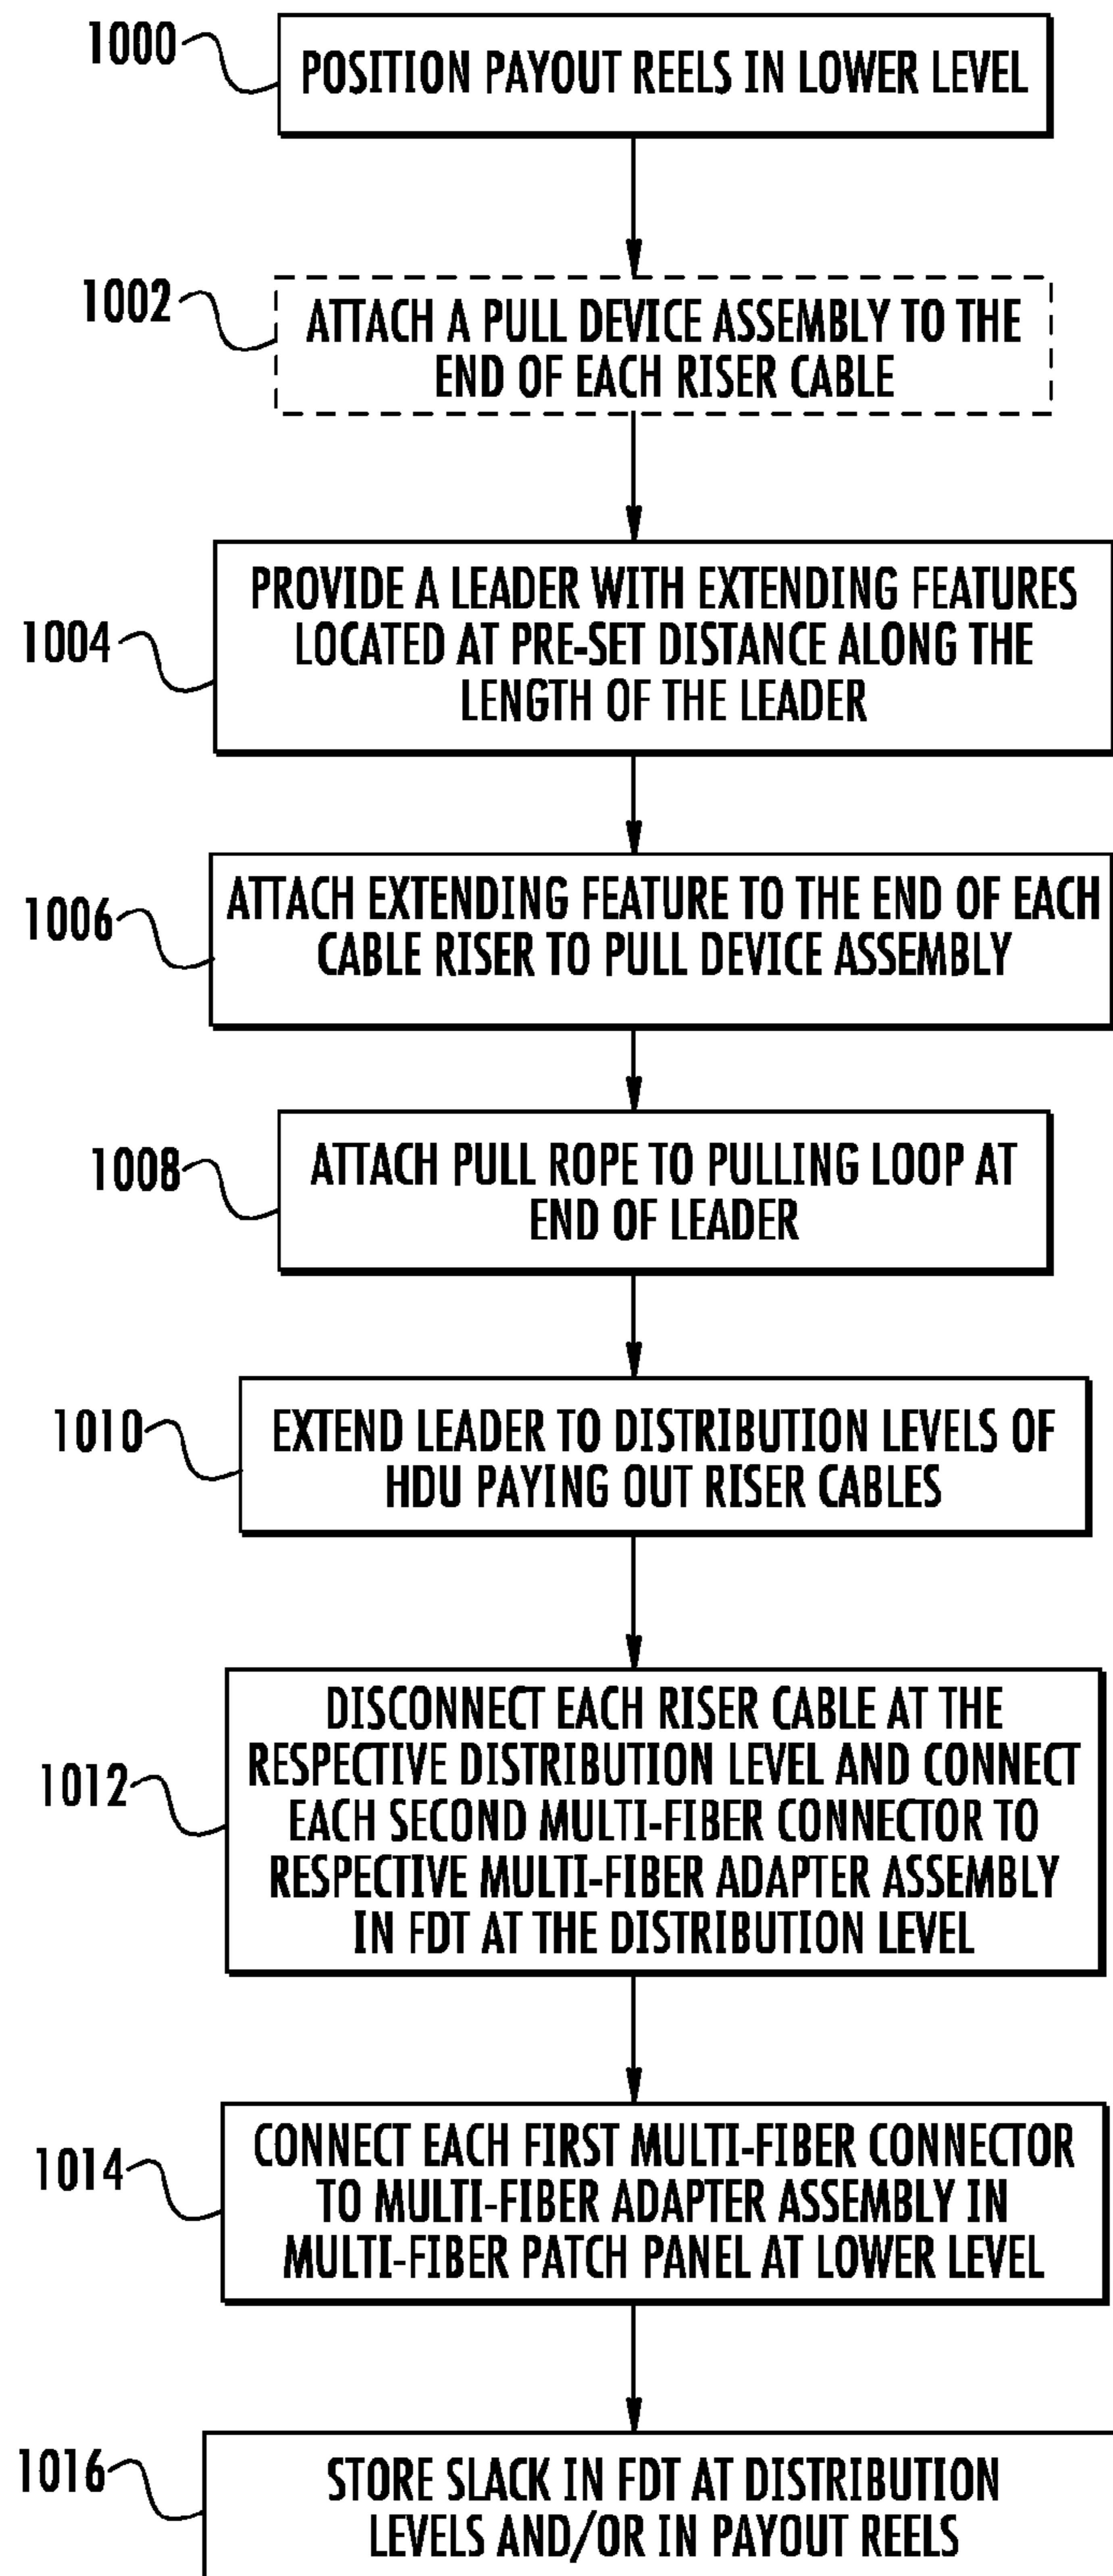 1000
POSITION PAYOUT REELS IN LOWER LEVEL
1002
ATTACH A PULL DEVICE ASSEMBLY TO THE
END OF EACH RISER CABLE
1004
PROVIDE A LEADER WITH EXTENDING FEATURES
LOCATED AT PRE-SET DISTANCE ALONG THE
LENGTH OF THE LEADER
1006
ATTACH EXTENDING FEATURE TO THE END OF EACH
CABLE RISER TO PULL DEVICE ASSEMBLY
1008
ATTACH PULL ROPE TO PULLING LOOP AT
END OF LEADER
1010
EXTEND LEADER TO DISTRIBUTION LEVELS OF
HDU PAYING OUT RISER CABLES
1012
DISCONNECT EACH RISER CABLE AT THE
RESPECTIVE DISTRIBUTION LEVEL AND CONNECT
EACH SECOND MULTI-FIBER CONNECTOR TO
RESPECTIVE MULTI-FIBER ADAPTER ASSEMBLY
IN FDT AT THE DISTRIBUTION LEVEL
1014
CONNECT EACH FIRST MULTI-FIBER CONNECTOR
TO MULTI-FIBER ADAPTER ASSEMBLY IN
MULTI-FIBER PATCH PANEL AT LOWER LEVEL
1016
STORE SLACK IN FDT AT DISTRIBUTION
LEVELS AND/OR IN PAYOUT REELS